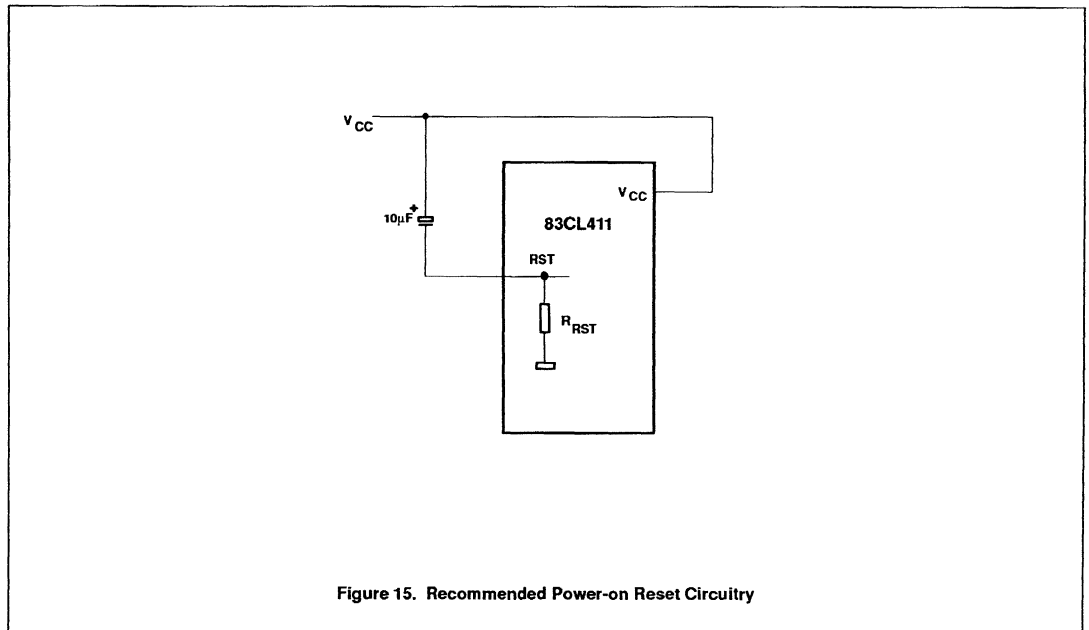 VCC
VCC
83CL411
+
10µF
RST
RRST
Figure 15. Recommended Power-on Reset Circuitry